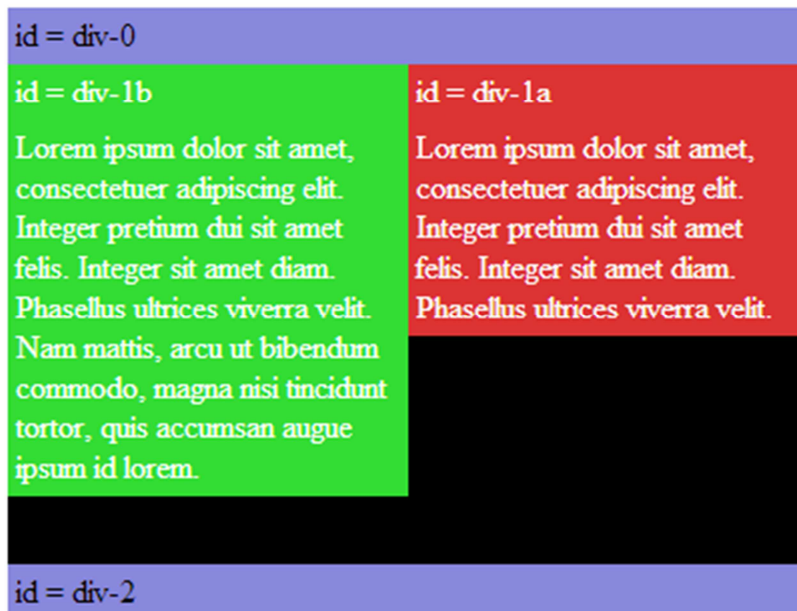 id = div-0
id = div-1b
Lorem ipsum dolor sit amet,
consectetuer adipiscing elit.
Integer pretium dui sit amet
felis. Integer sit amet diam.
Phasellus ultrices viverra velit.
Nam mattis, arcu ut bibendum
commodo, magna nisi tincidunt
tortor, quis accumsan augue
ipsum id lorem.
id = div-1a
Lorem ipsum dolor sit amet,
consectetuer adipiscing elit.
Integer pretium dui sit amet
felis. Integer sit amet diam.
Phasellus ultrices viverra velit.
id = div-2